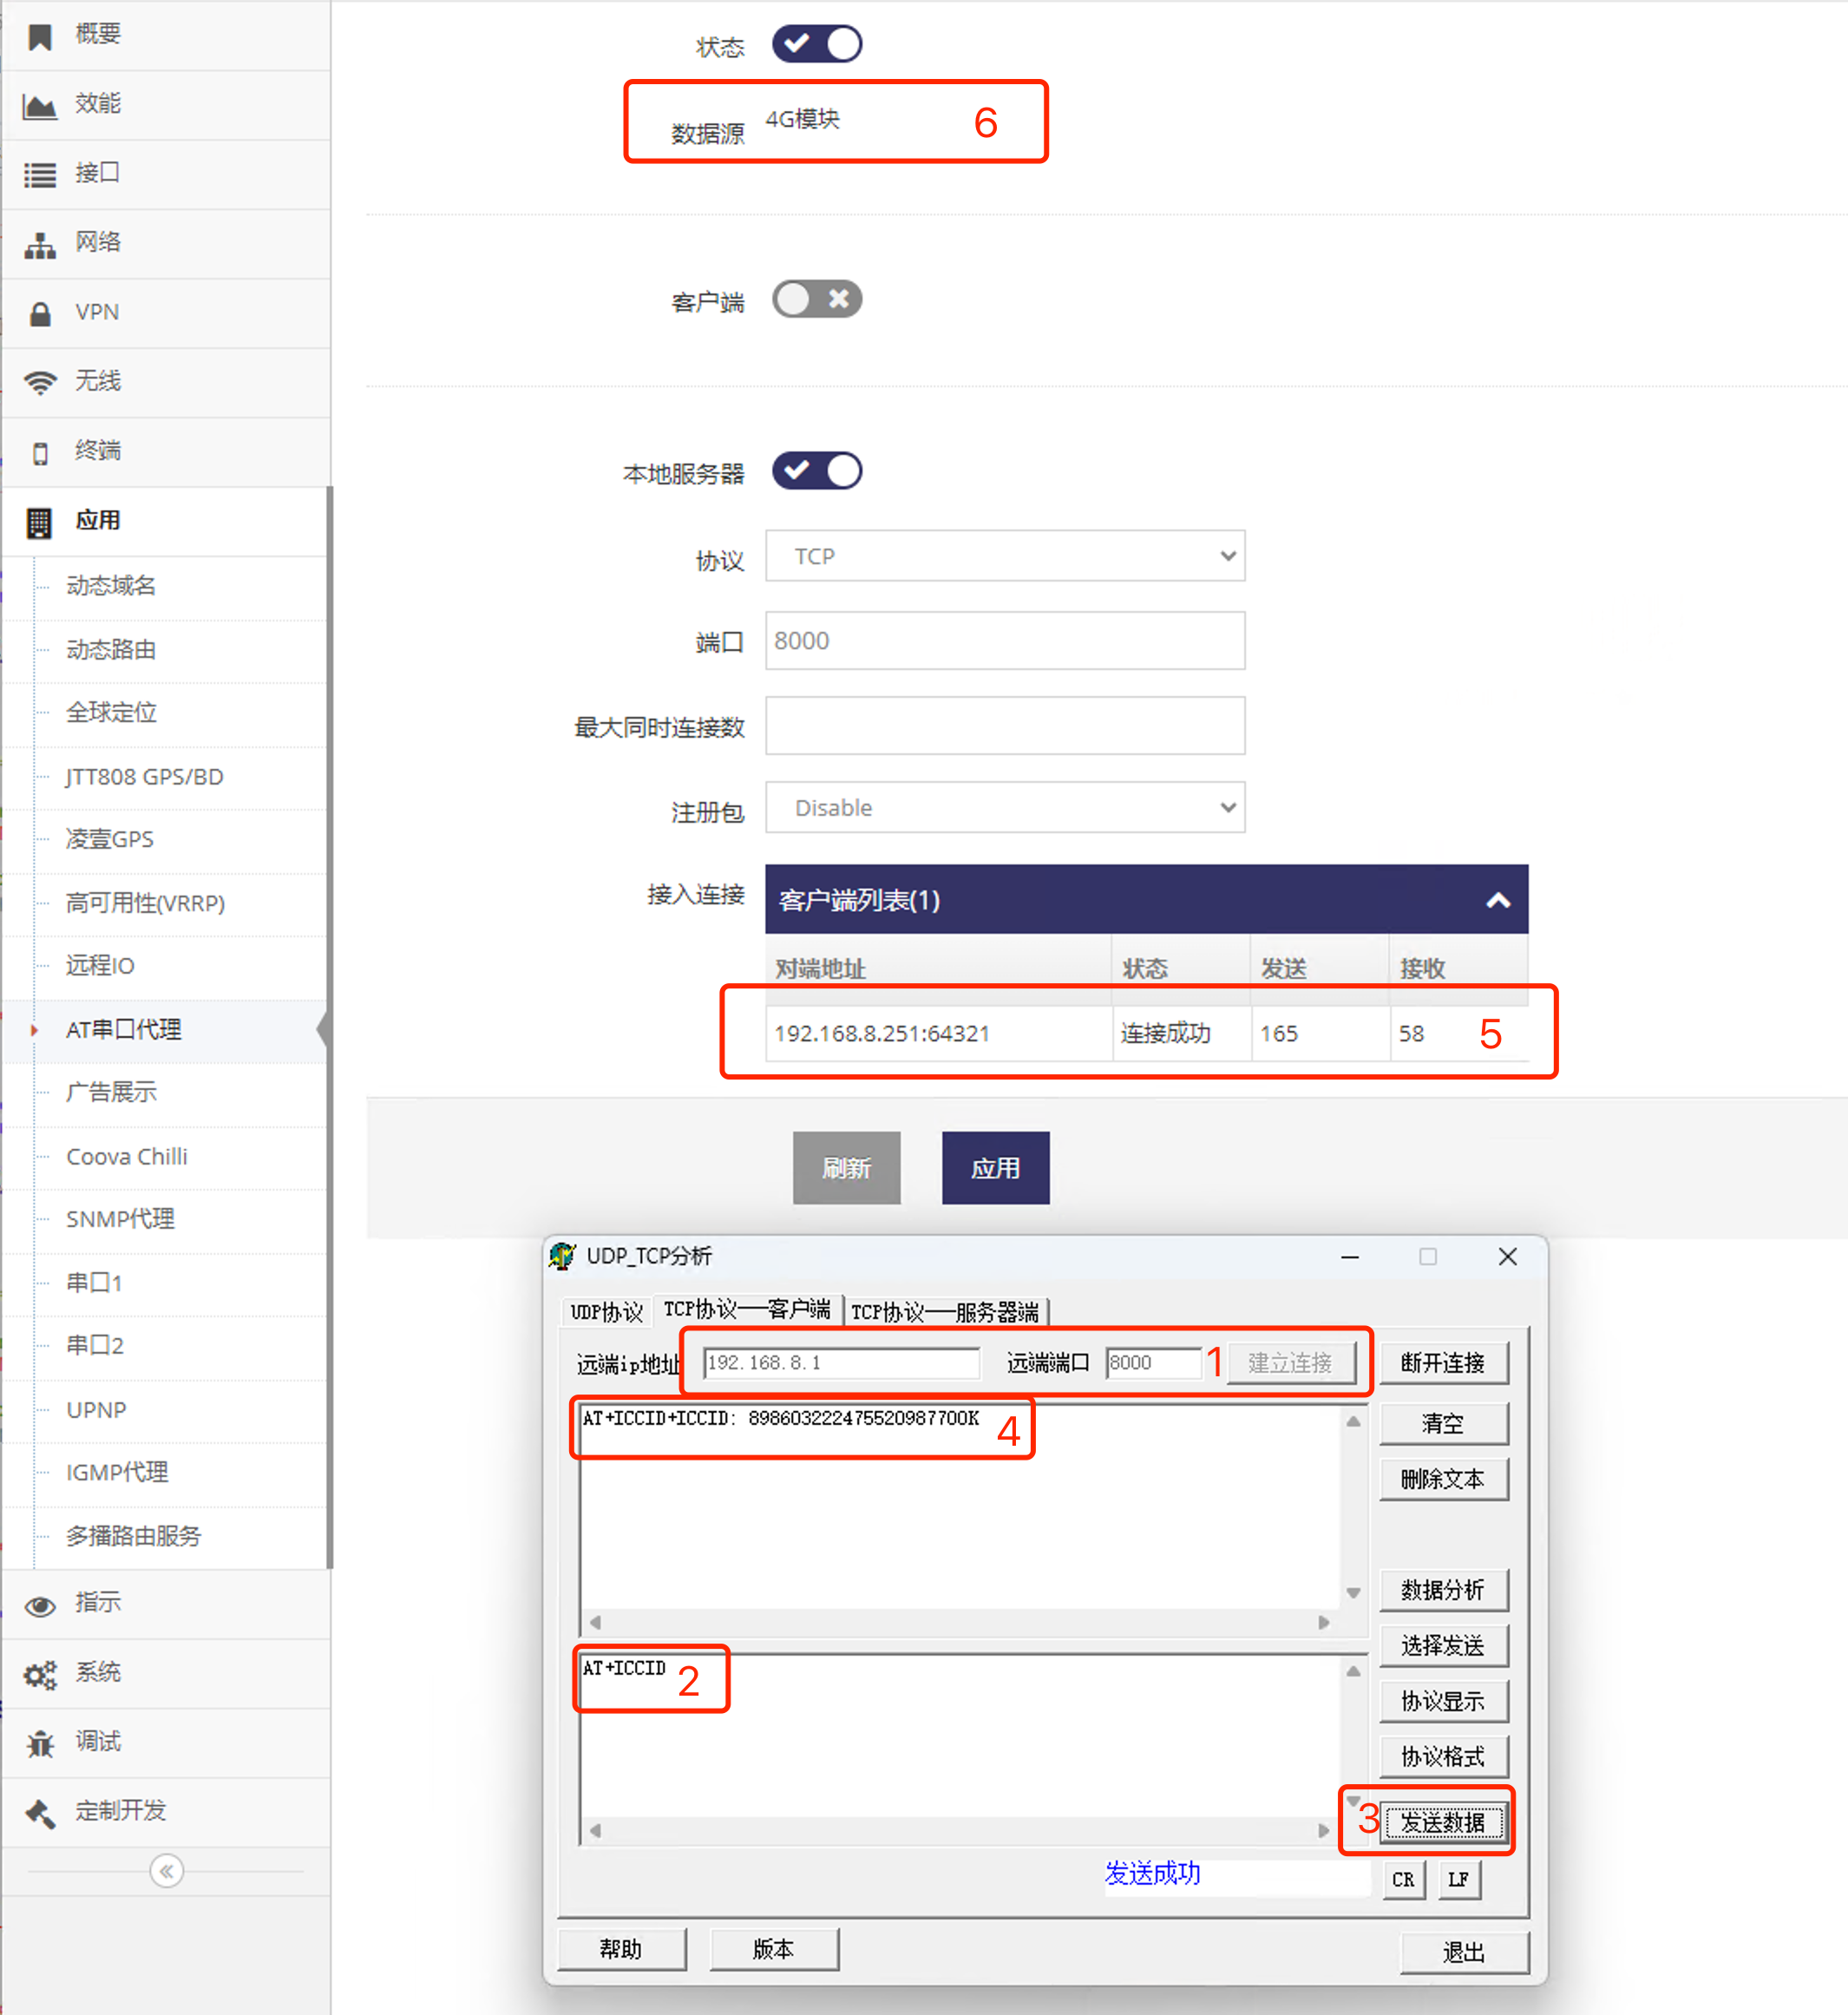 概要
效能
接口
网络
VPN
无线
终端
应用
动态域名
动态路由
全球定位
JTT808 GPS/BD
凌壹GPS
高可用性(VRRP)
远程IO
AT串口代理
广告展示
Coova Chilli
SNMP代理
串口1
串口2
UPNP
IGMP代理
多播路由服务
指示
系统
调试
定制开发
状态
数据源 4G模块 6
客户端
本地服务器
协议 TCP
端口 8000
最大同时连接数
注册包 Disable
接入连接 客户端列表(1)
对端地址 状态 发送 接收
192.168.8.251:64321 连接成功 165 58 5
刷新 应用
UDP_TCP分析
UDP协议 TCP协议——客户端 TCP协议——服务器端
远端ip地址 192.168.8.1 远端端口 8000 1 建立连接 断开连接
AT+ICCID+ICCID: 898603222475520987700K 4
清空
删除文本
数据分析
选择发送
AT+ICCID 2
协议显示
协议格式
3 发送数据
发送成功 CR LF
帮助 版本 退出